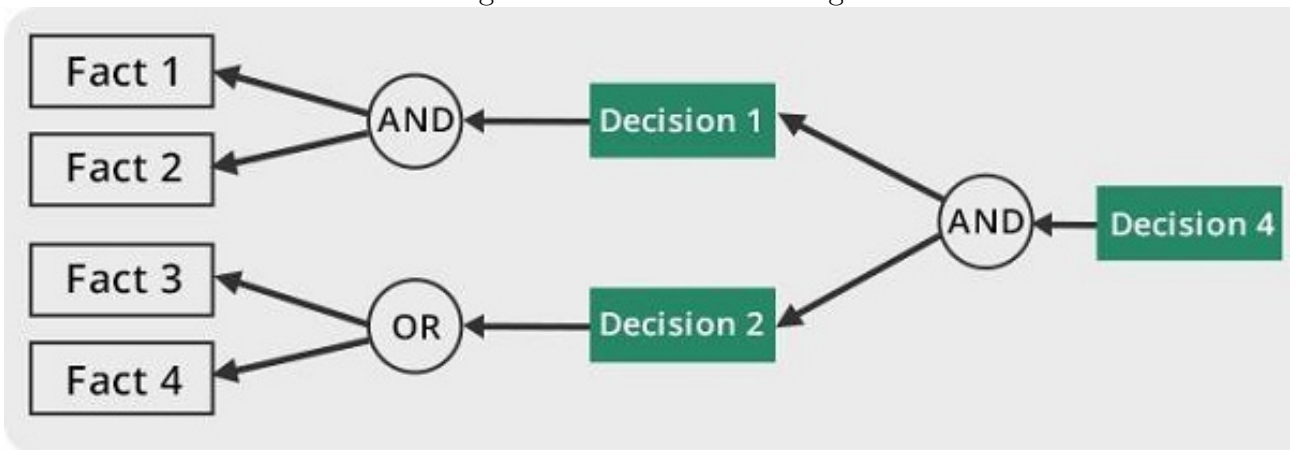 Fact 1
AND
Decision 1
Fact 2
AND
Decision 4
Fact 3
OR
Decision 2
Fact 4